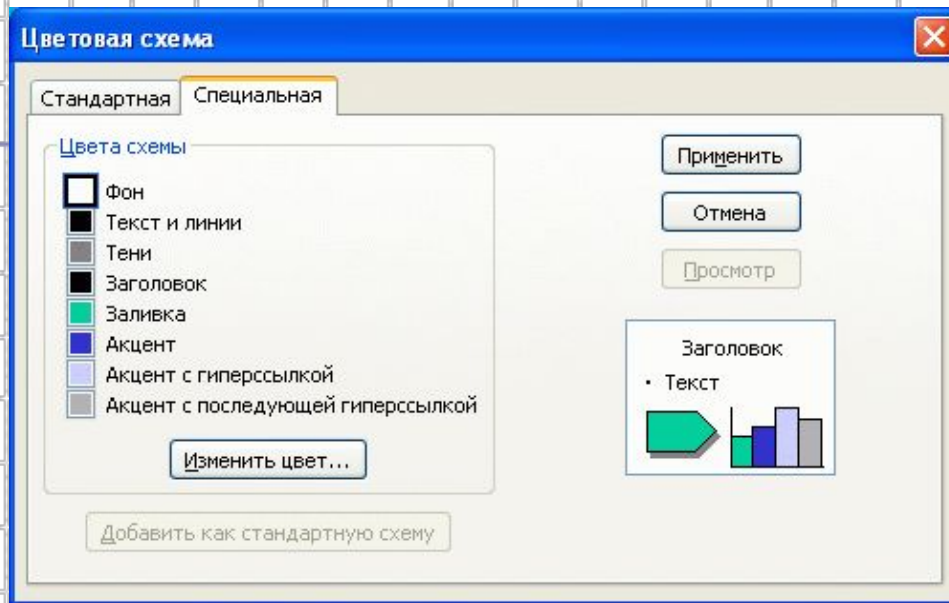 Цветовая схема
Стандартная
Специальная
Цвета схемы
Фон
Текст и линии
Тени
Заголовок
Заливка
Акцент
Акцент с гиперссылкой
Акцент с последующей гиперссылкой
Изменить цвет...
Добавить как стандартную схему
Применить
Отмена
Просмотр
Заголовок
• Текст